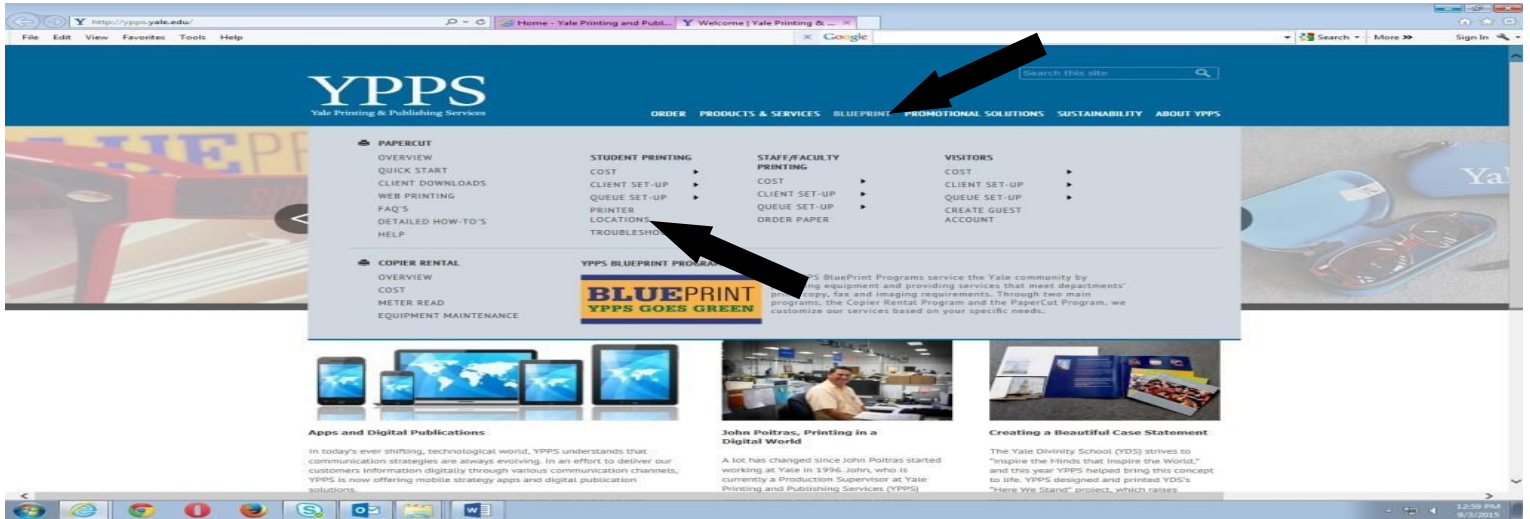 http://ypps.yale.edu/
Home - Yale Printing and Publ...
Welcome | Yale Printing & ...
File Edit View Favorites Tools Help
Google
Search
More >>
Sign In
YPPS
Yale Printing & Publishing Services
Search this site
ORDER PRODUCTS & SERVICES BLUEPRINT PROMOTIONAL SOLUTIONS SUSTAINABILITY ABOUT YPPS
PAPERCUT
OVERVIEW
QUICK START
CLIENT DOWNLOADS
WEB PRINTING
FAQ'S
DETAILED HOW-TO'S
HELP
STUDENT PRINTING
COST
CLIENT SET-UP
QUEUE SET-UP
PRINTER
LOCATIONS
STAFF/FACULTY
PRINTING
COST
CLIENT SET-UP
QUEUE SET-UP
ORDER PAPER
VISITORS
COST
CLIENT SET-UP
QUEUE SET-UP
CREATE GUEST
ACCOUNT
COPIER RENTAL
OVERVIEW
COST
METER READ
EQUIPMENT MAINTENANCE
YPPS BLUEPRINT
BLUEPRINT
YPPS GOES GREEN
BluePrint Programs service the Yale community by
equipment and providing services that meet departments'
copy, fax and imaging requirements. Through two main
programs, the Copier Rental Program and the PaperCut Program, we
customize our services based on your specific needs.
Apps and Digital Publications
In today's ever shifting, technological world, YPPS understands that
communication strategies are always evolving. In an effort to deliver our
customers information digitally through various communication channels,
YPPS is now offering mobile strategy apps and digital publication
solutions.
John Poitras, Printing in a
Digital World
A lot has changed since John Poitras started
working at Yale in 1996. John, who is
currently a Production Supervisor at Yale
Printing and Publishing Services (YPPS)
Creating a Beautiful Case Statement
The Yale Divinity School (YDS) strives to
"Inspire the Minds that Inspire the World,"
and this year YPPS helped bring this concept
to life. YPPS designed and printed YDS's
"Here We Stand" project, which raises
12:59 PM
9/3/2015